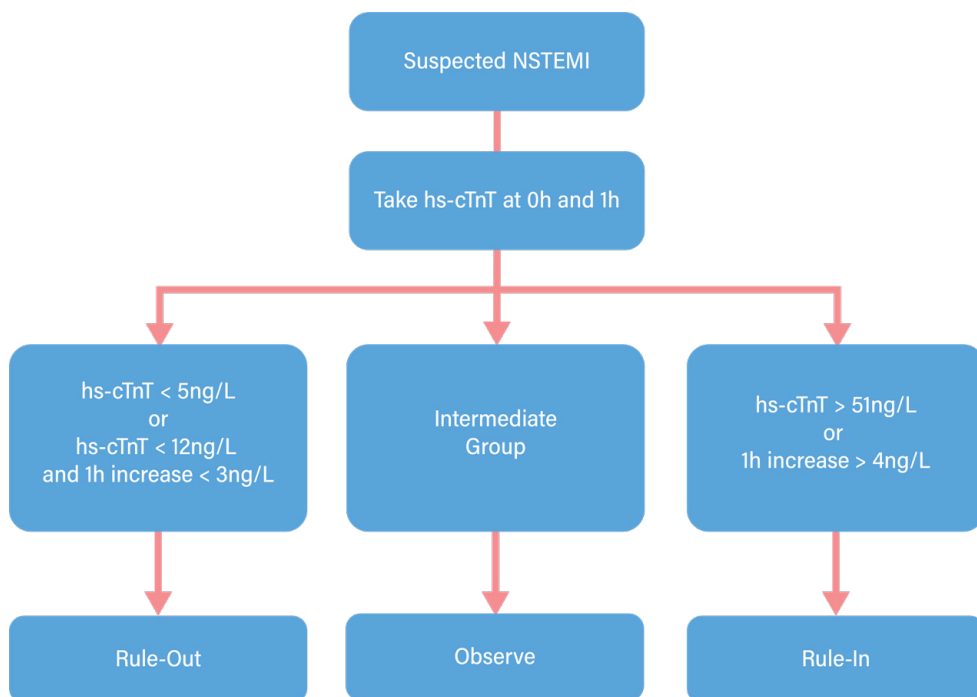 Suspected NSTEMI
Take hs-cTnT at 0h and 1h
hs-cTnT < 5ng/L
or
hs-cTnT < 12ng/L
and 1h increase < 3ng/L
Intermediate
Group
hs-cTnT > 51ng/L
or
1h increase > 4ng/L
Rule-Out
Observe
Rule-In